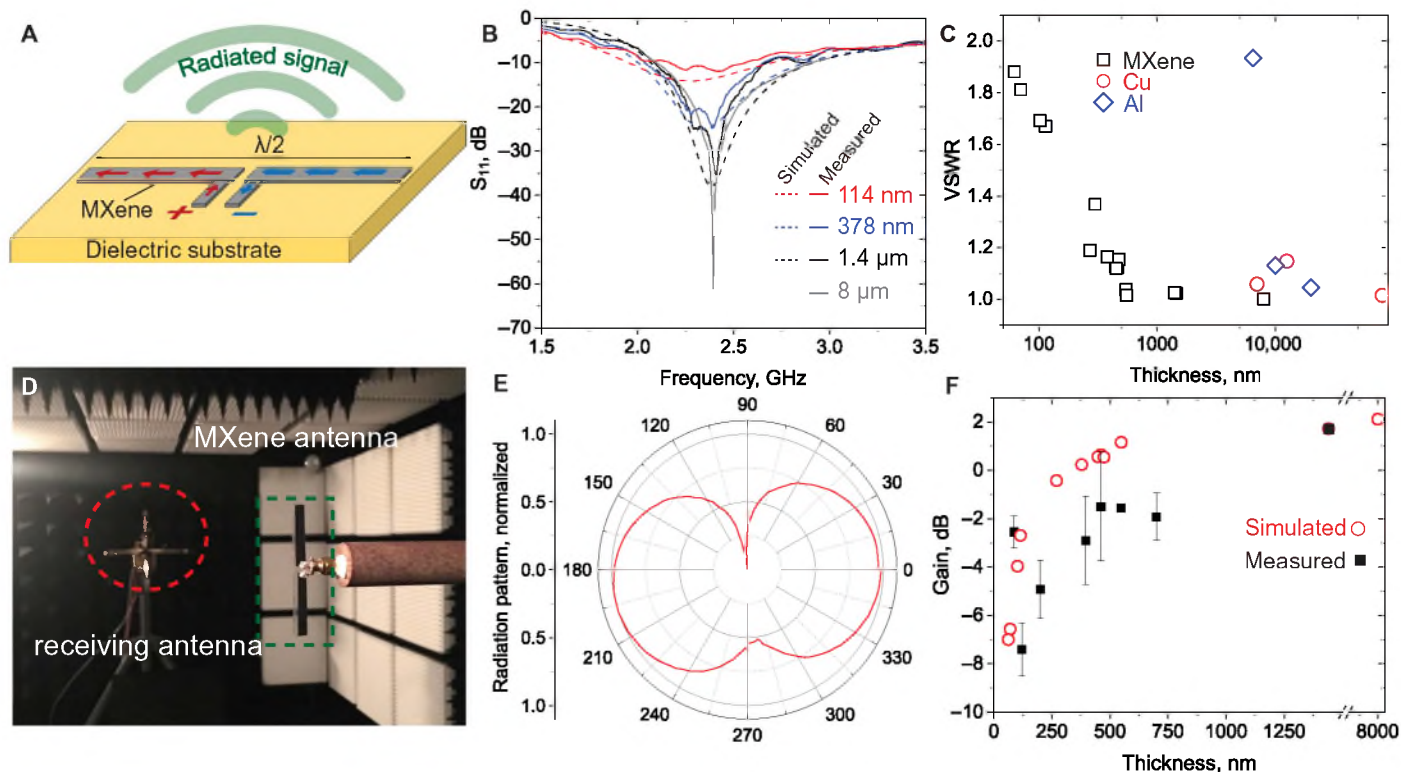 A
Radiated signal
λ/2
MXene
+
−
Dielectric substrate
B
0
−10
−20
−30
−40
−50
−60
−70
S11, dB
1.5
2.0
2.5
3.0
3.5
Frequency, GHz
Simulated
Measured
114 nm
378 nm
1.4 μm
8 μm
C
2.0
1.8
1.6
1.4
1.2
1.0
VSWR
MXene
Cu
Al
100
1000
10,000
Thickness, nm
D
MXene antenna
receiving antenna
E
1.0
0.5
0.0
0.5
1.0
Radiation pattern, normalized
90
120
60
150
30
180
0
210
330
240
300
270
F
2
0
−2
−4
−6
−8
−10
Gain, dB
Simulated
Measured
0
250
500
750
1000
1250
8000
Thickness, nm